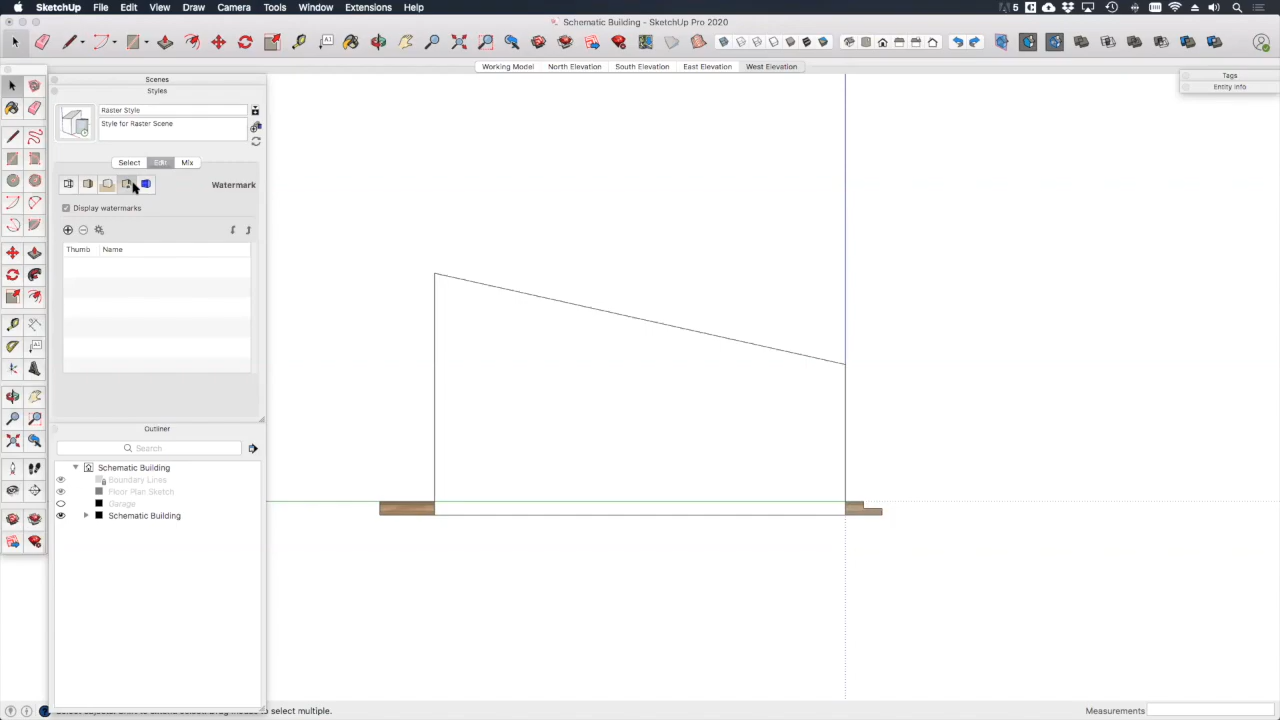 SketchUp File Edit View Draw Camera Tools Window Extensions Help
5
Schematic Building - SketchUp Pro 2020
A1
Working Model North Elevation South Elevation East Elevation West Elevation
Scenes
Styles
Raster Style
Style for Raster Scene
Select Edit Mix
Watermark
Display watermarks
Thumb Name
Outliner
Search
Schematic Building
Boundary Lines
Floor Plan Sketch
Garage
Schematic Building
Tags
Entity Info
to select multiple.
Measurements